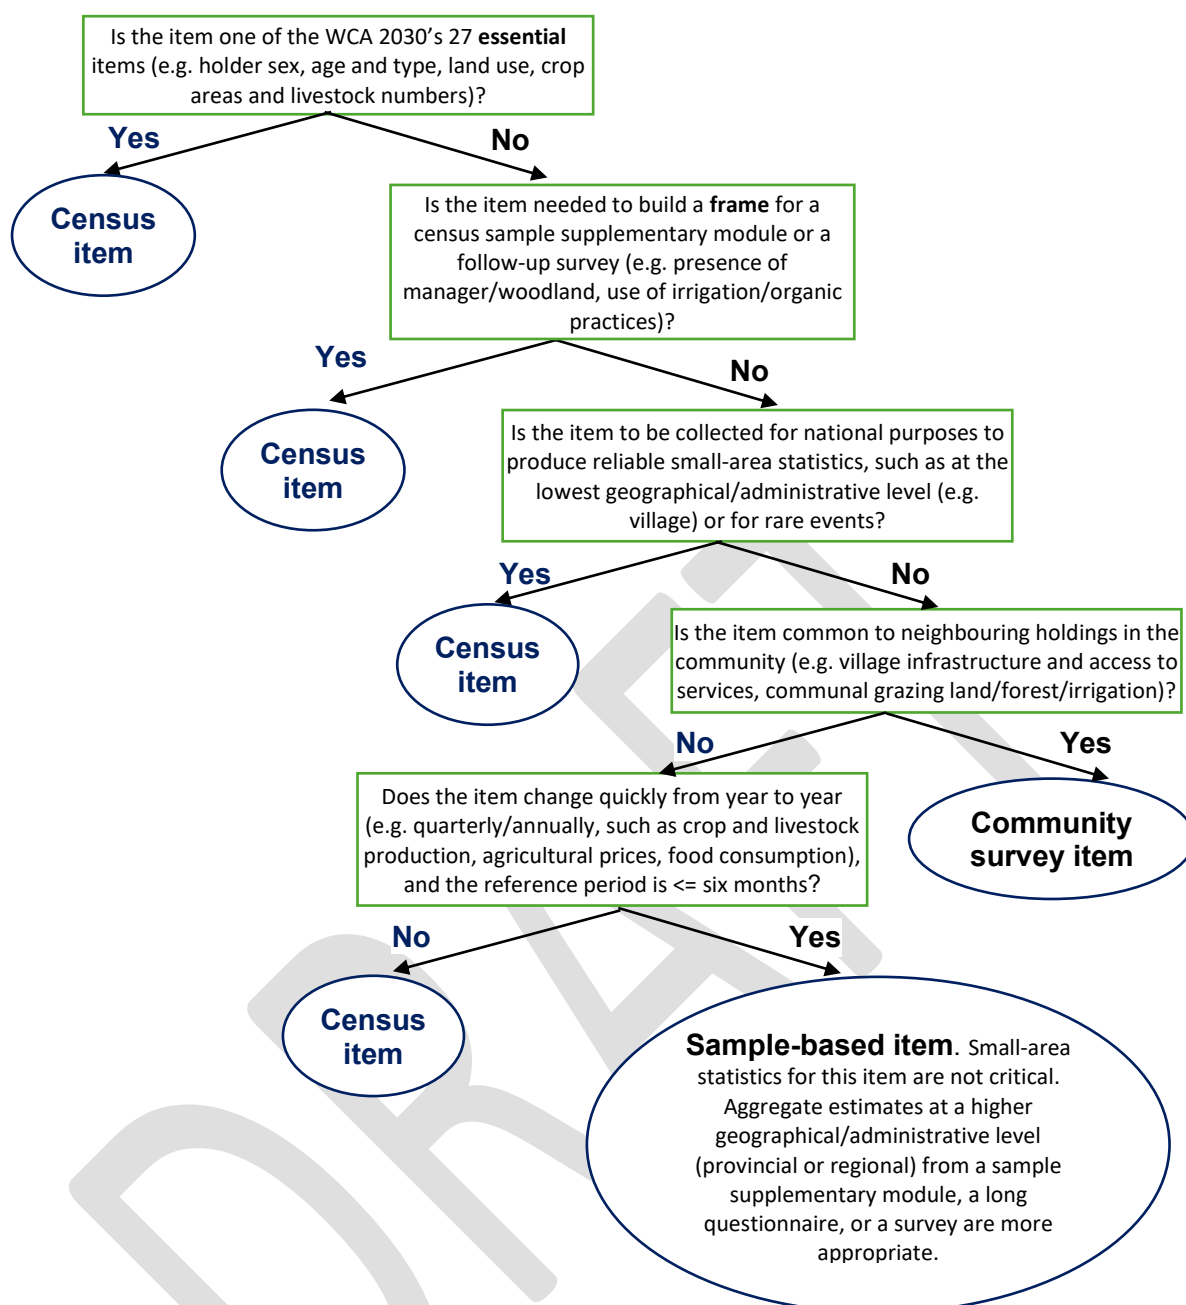 Is the item one of the WCA 2030’s 27 essential
items (e.g. holder sex, age and type, land use, crop
areas and livestock numbers)?
Yes
No
Census
item
Is the item needed to build a frame for a
census sample supplementary module or a
follow-up survey (e.g. presence of
manager/woodland, use of irrigation/organic
practices)?
Yes
No
Census
item
Is the item to be collected for national purposes to
produce reliable small-area statistics, such as at the
lowest geographical/administrative level (e.g.
village) or for rare events?
Yes
No
Census
item
Is the item common to neighbouring holdings in the
community (e.g. village infrastructure and access to
services, communal grazing land/forest/irrigation)?
No
Yes
Does the item change quickly from year to year
(e.g. quarterly/annually, such as crop and livestock
production, agricultural prices, food consumption),
and the reference period is <= six months?
Community
survey item
No
Yes
Census
item
Sample-based item. Small-area
statistics for this item are not critical.
Aggregate estimates at a higher
geographical/administrative level
(provincial or regional) from a sample
supplementary module, a long
questionnaire, or a survey are more
appropriate.
DRAFT